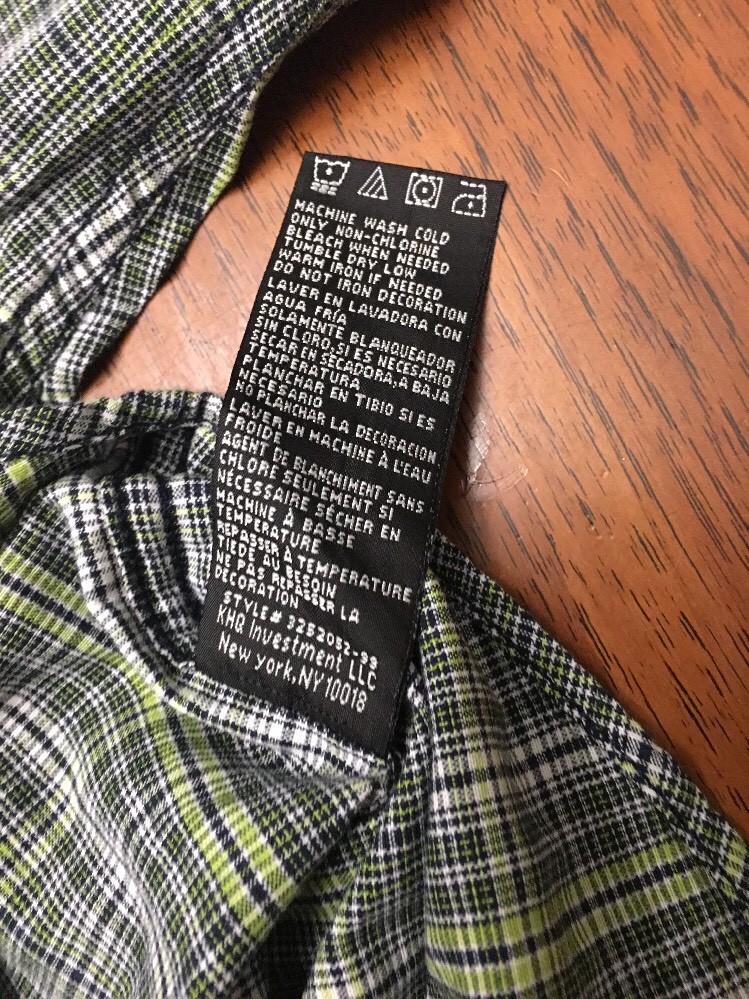 MACHINE WASH COLD
ONLY NON-CHLORINE
BLEACH WHEN NEEDED
TUMBLE DRY LOW
WARM IRON IF NEEDED
DO NOT IRON DECORATION
LAVER EN LAVADORA CON
AGUA FRÍA
SOLAMENTE BLANQUEADOR
SIN CLORO,SI ES NECESARIO
SECAR EN SECADORA,A BAJA
TEMPERATURA
PLANCHAR EN TIBIO SI ES
NECESARIO
NO PLANCHAR LA DECORACION
LAVER EN MACHINE À L'EAU
FROIDE
AGENT DE BLANCHIMENT SANS
CHLORE SEULEMENT SI
NÉCESSAIRE SÉCHER EN
MACHINE À BASSE
TEMPERATURE
REPASSER À TEMPERATURE
TIEDE AU BESOIN
NE PAS REPASSER LA
DÉCORATION
STYLE# 3252092-99
KHQ Investment LLC
New york,NY 10018